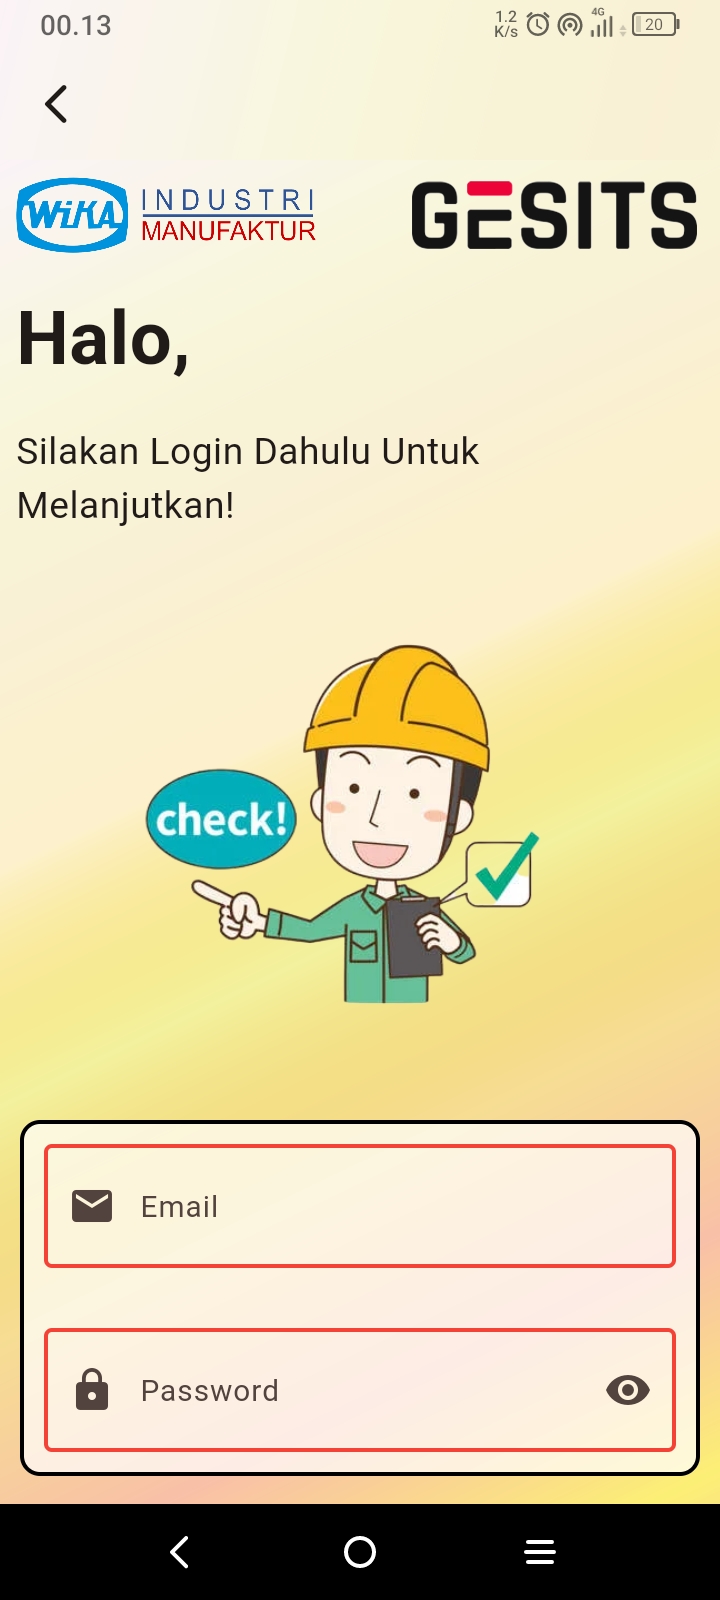 00.13
1.2
K/s
4G
20
WiKA
INDUSTRI
MANUFAKTUR
GESITS
Halo,
Silakan Login Dahulu Untuk
Melanjutkan!
check!
Email
Password